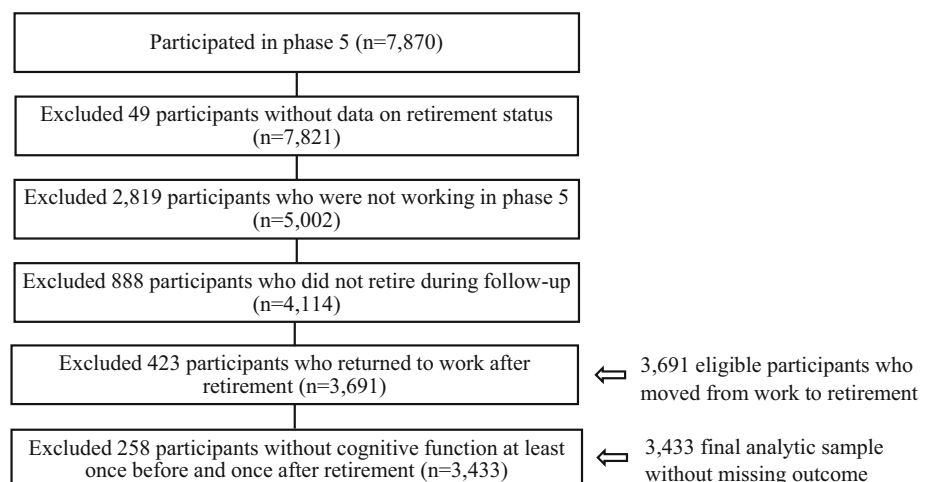 Participated in phase 5 (n=7,870)
Excluded 49 participants without data on retirement status
(n=7,821)
Excluded 2,819 participants who were not working in phase 5
(n=5,002)
Excluded 888 participants who did not retire during follow-up
(n=4,114)
Excluded 423 participants who returned to work after
retirement (n=3,691)
3,691 eligible participants who
moved from work to retirement
Excluded 258 participants without cognitive function at least
once before and once after retirement (n=3,433)
3,433 final analytic sample
without missing outcome